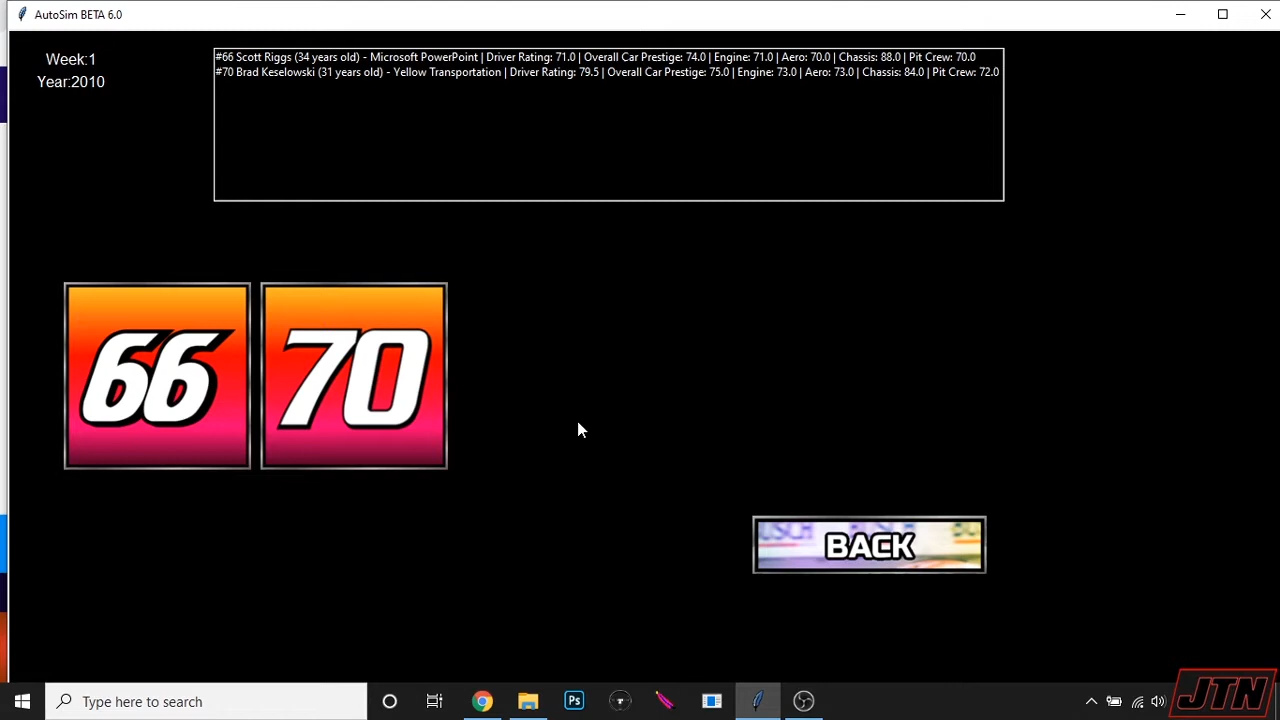 AutoSim BETA 6.0
Week:1
Year:2010
#66 Scott Riggs (34 years old) - Microsoft PowerPoint | Driver Rating: 71.0 | Overall Car Prestige: 74.0 | Engine: 71.0 | Aero: 70.0 | Chassis: 88.0 | Pit Crew: 70.0
#70 Brad Keselowski (31 years old) - Yellow Transportation | Driver Rating: 79.5 | Overall Car Prestige: 75.0 | Engine: 73.0 | Aero: 73.0 | Chassis: 84.0 | Pit Crew: 72.0
66 70
BUSCH
BACK
Type here to search
Ps
JTN